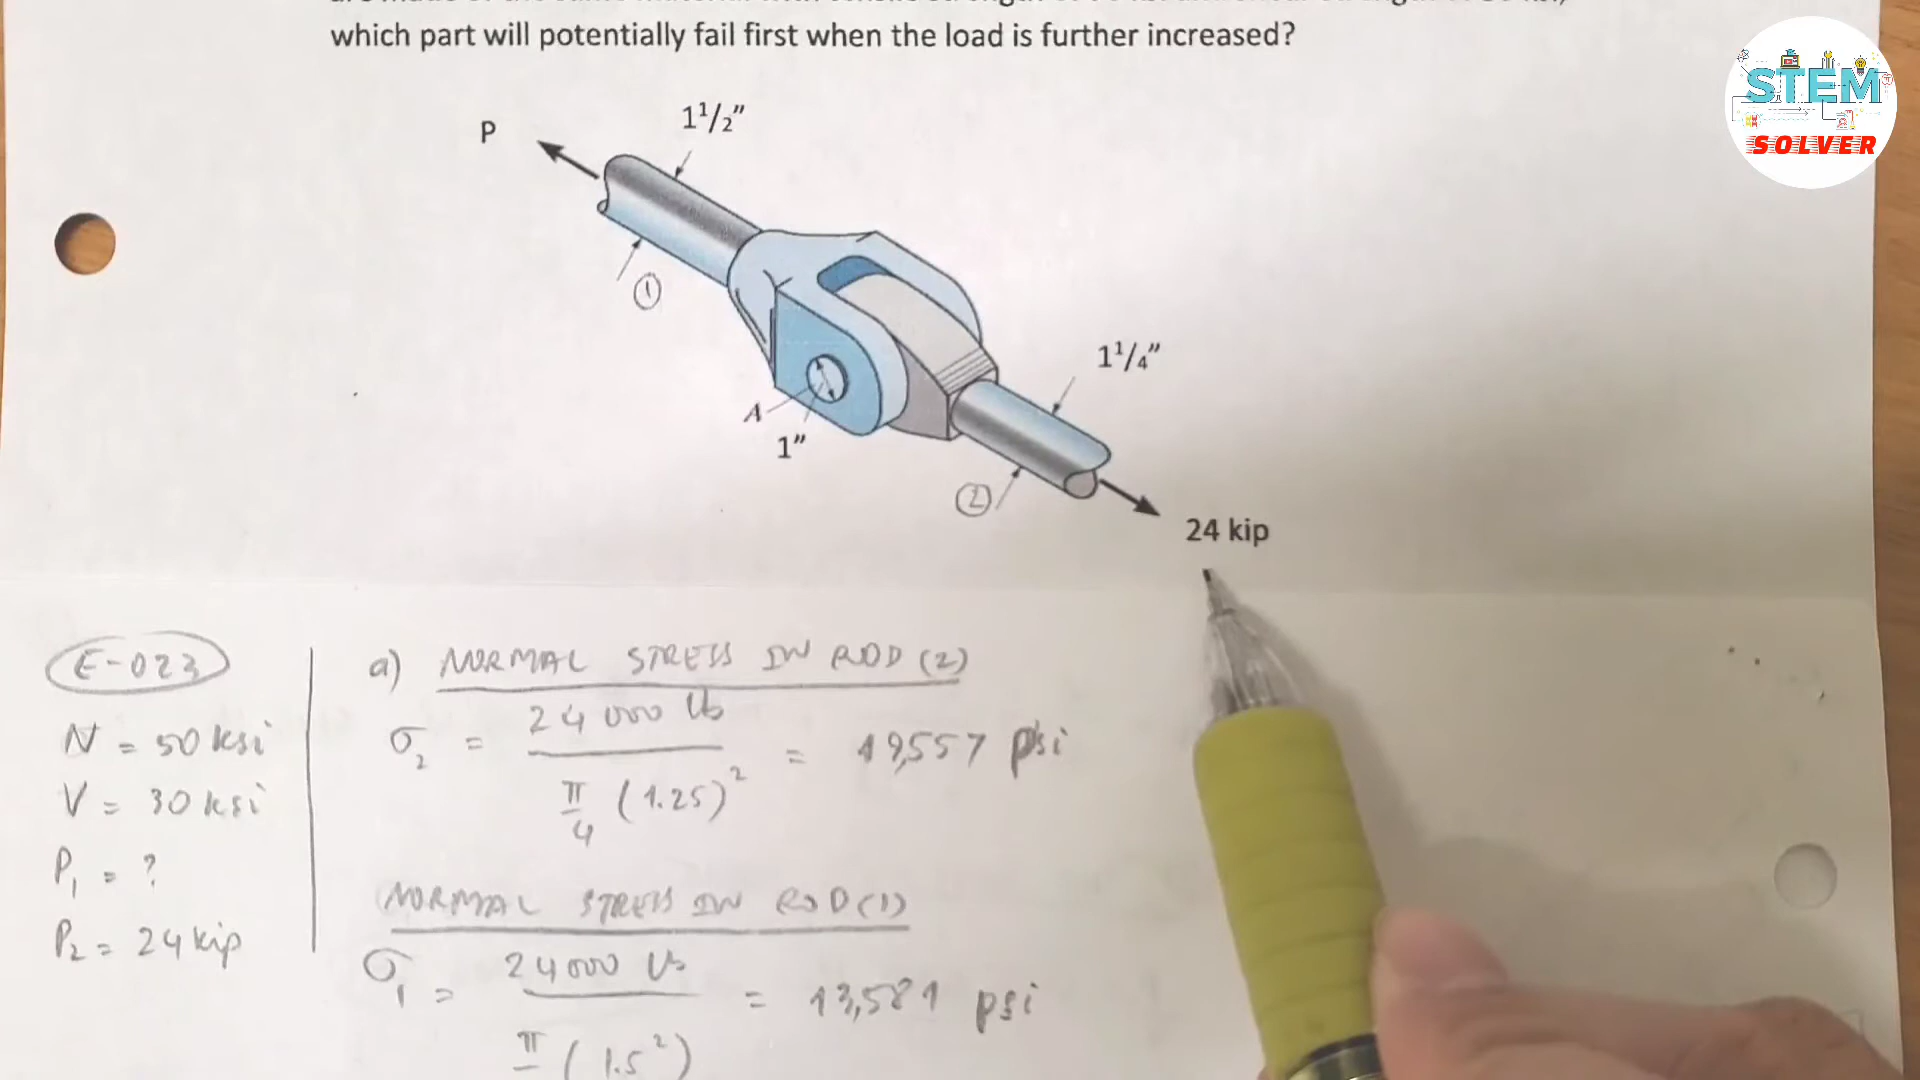 which part will potentially fail first when the load is further increased?
STEM
SOLVER
P
1¹/₂”
①
1¹/₄”
A
1”
②
24 kip
E-023
N = 50 ksi
V = 30 ksi
P₁ = ?
P₂ = 24 kip
a) NORMAL STRESS IN ROD (2)
σ₂ = 24 000 lb / π/4 (1.25)² = 19,557 psi
NORMAL STRESS IN ROD (1)
σ₁ = 24 000 lb / π (1.5²) = 13,581 psi